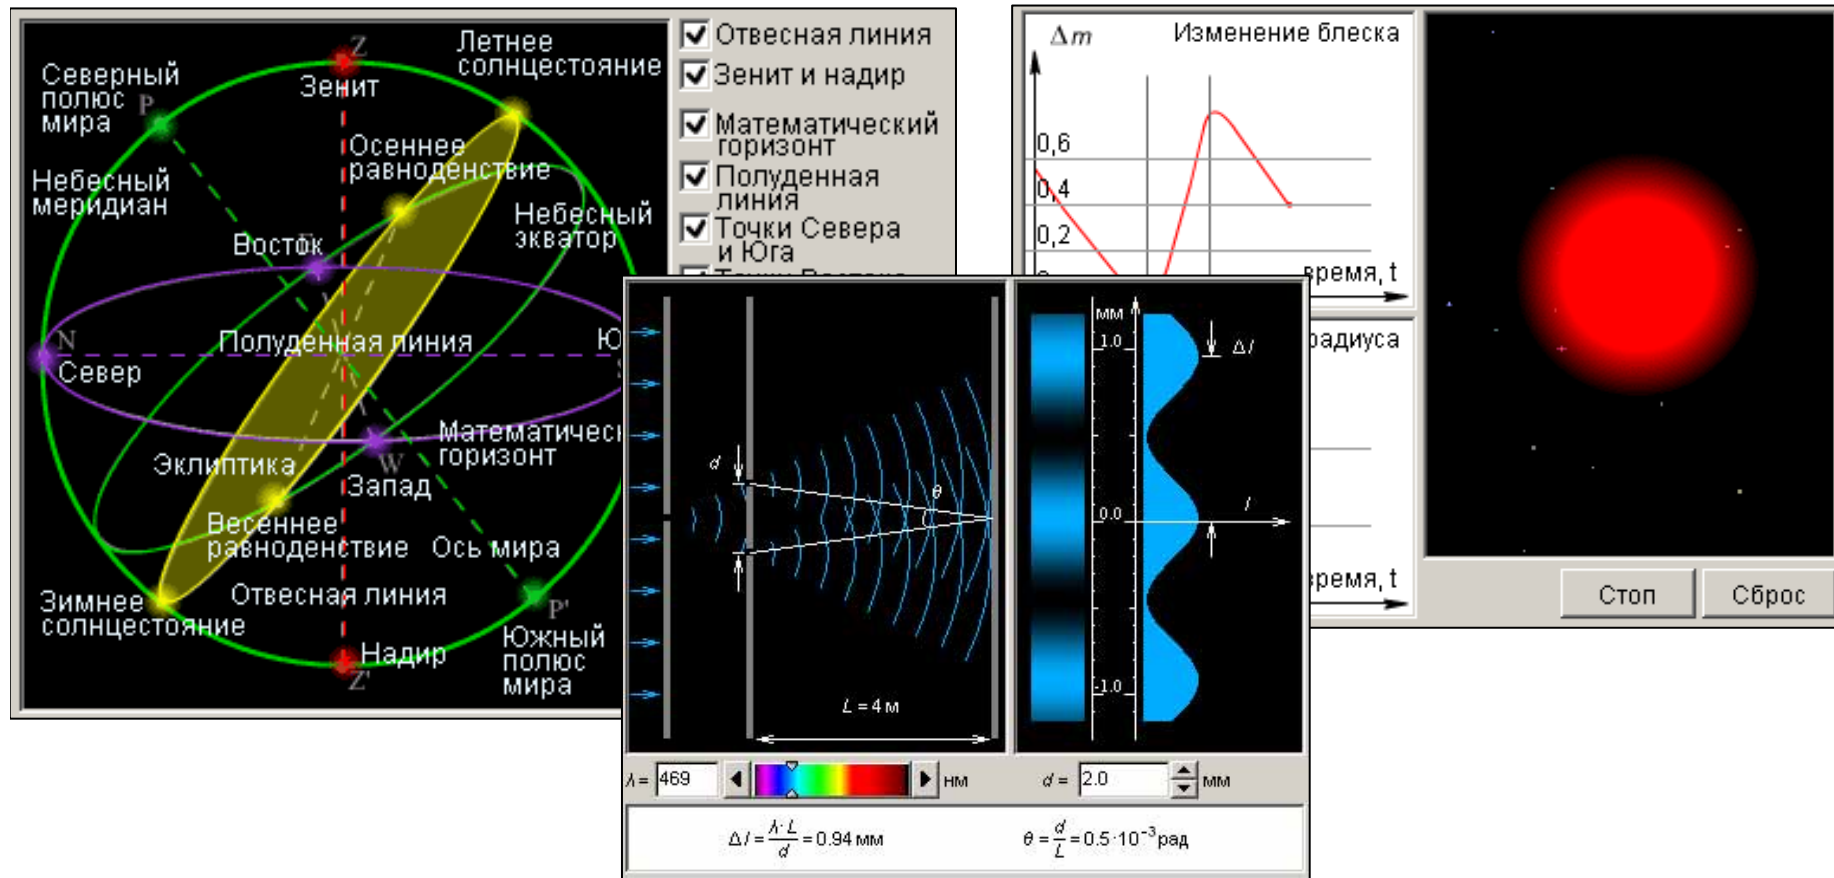 Z
Зенит
Летнее
солнцестояние
Северный
полюс
мира
P
Осеннее
равноденствие
Небесный
меридиан
Небесный
экватор
Восток
N
Север
Полуденная линия
Ю
Математичес
горизонт
Эклиптика
W
Запад
Весеннее
равноденствие
Ось мира
Зимнее
солнцестояние
Отвесная линия
P'
Южный
полюс
мира
Надир
Z'
Отвесная линия
Зенит и надир
Математический
горизонт
Полуденная
линия
Точки Севера
и Юга
Δm
Изменение блеска
0,6
0,4
0,2
время, t
радиуса
время, t
Стоп
Сброс
d
θ
L = 4 м
мм
1.0
0.0
-1.0
Δl
l
λ = 469 нм
d = 2.0 мм
Δl = λ·L/d = 0.94 мм
θ = d/L = 0.5·10⁻³ рад